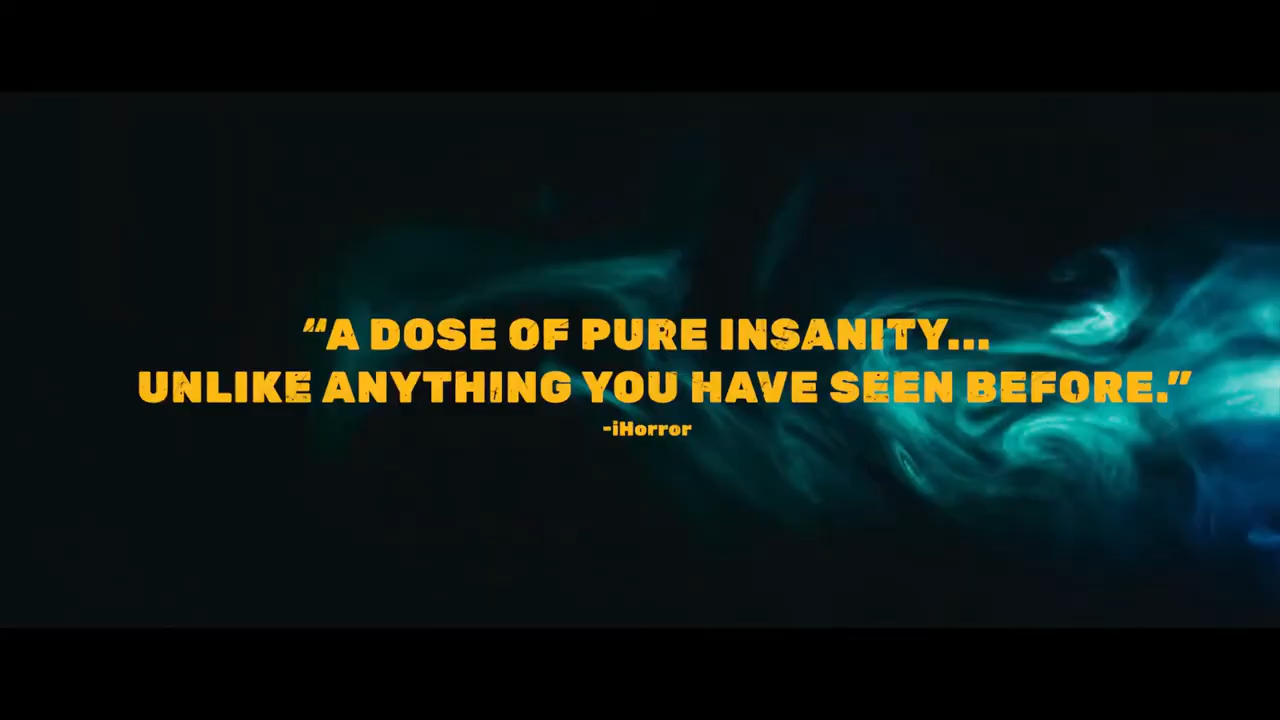 “A DOSE OF PURE INSANITY...
UNLIKE ANYTHING YOU HAVE SEEN BEFORE.”
-iHorror